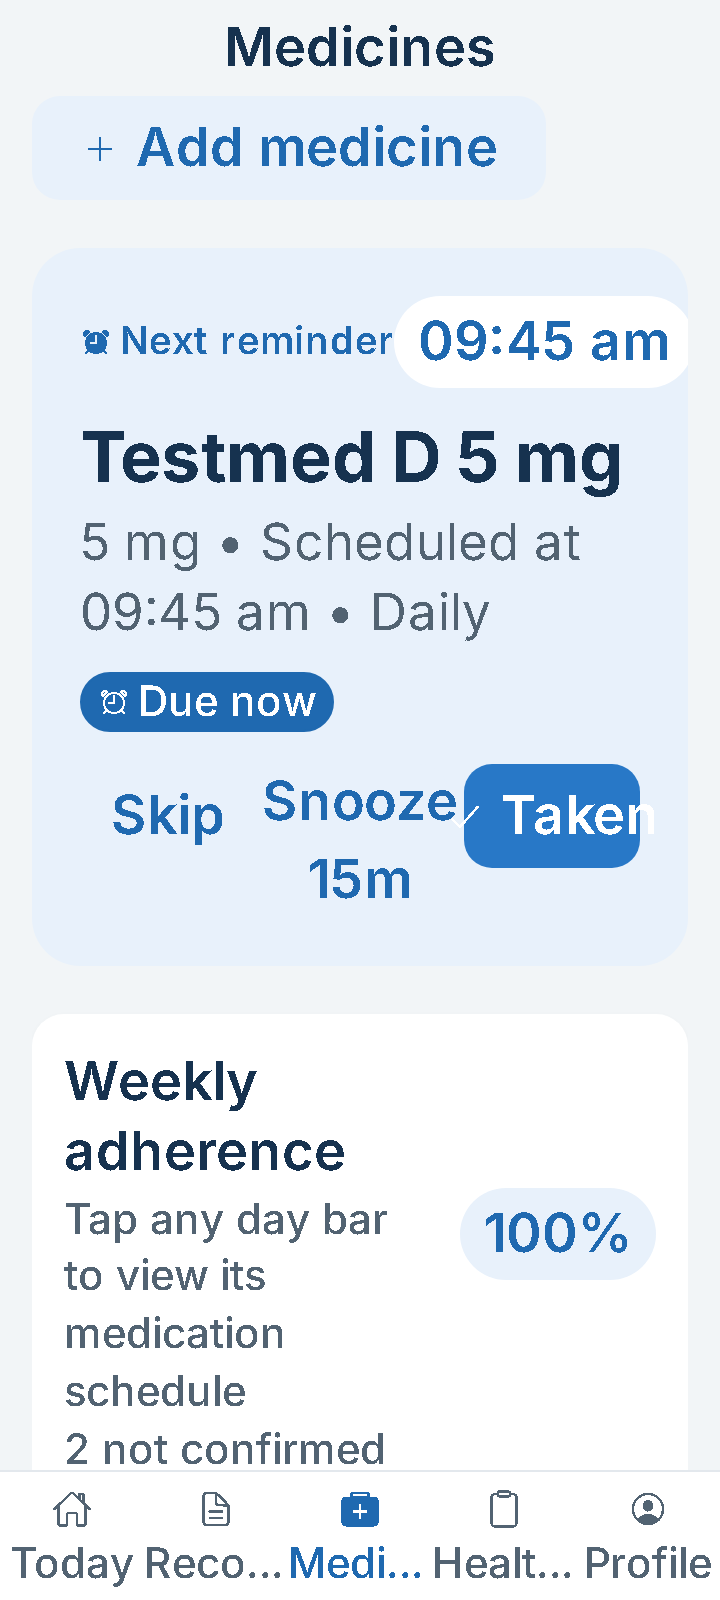 Medicines
+ Add medicine
Next reminder 09:45 am
Testmed D 5 mg
5 mg • Scheduled at
09:45 am • Daily
Due now
Skip Snooze 15m ✓ Taken
Weekly
adherence
Tap any day bar
to view its
medication
schedule
2 not confirmed
100%
Today Reco... Medi... Healt... Profile